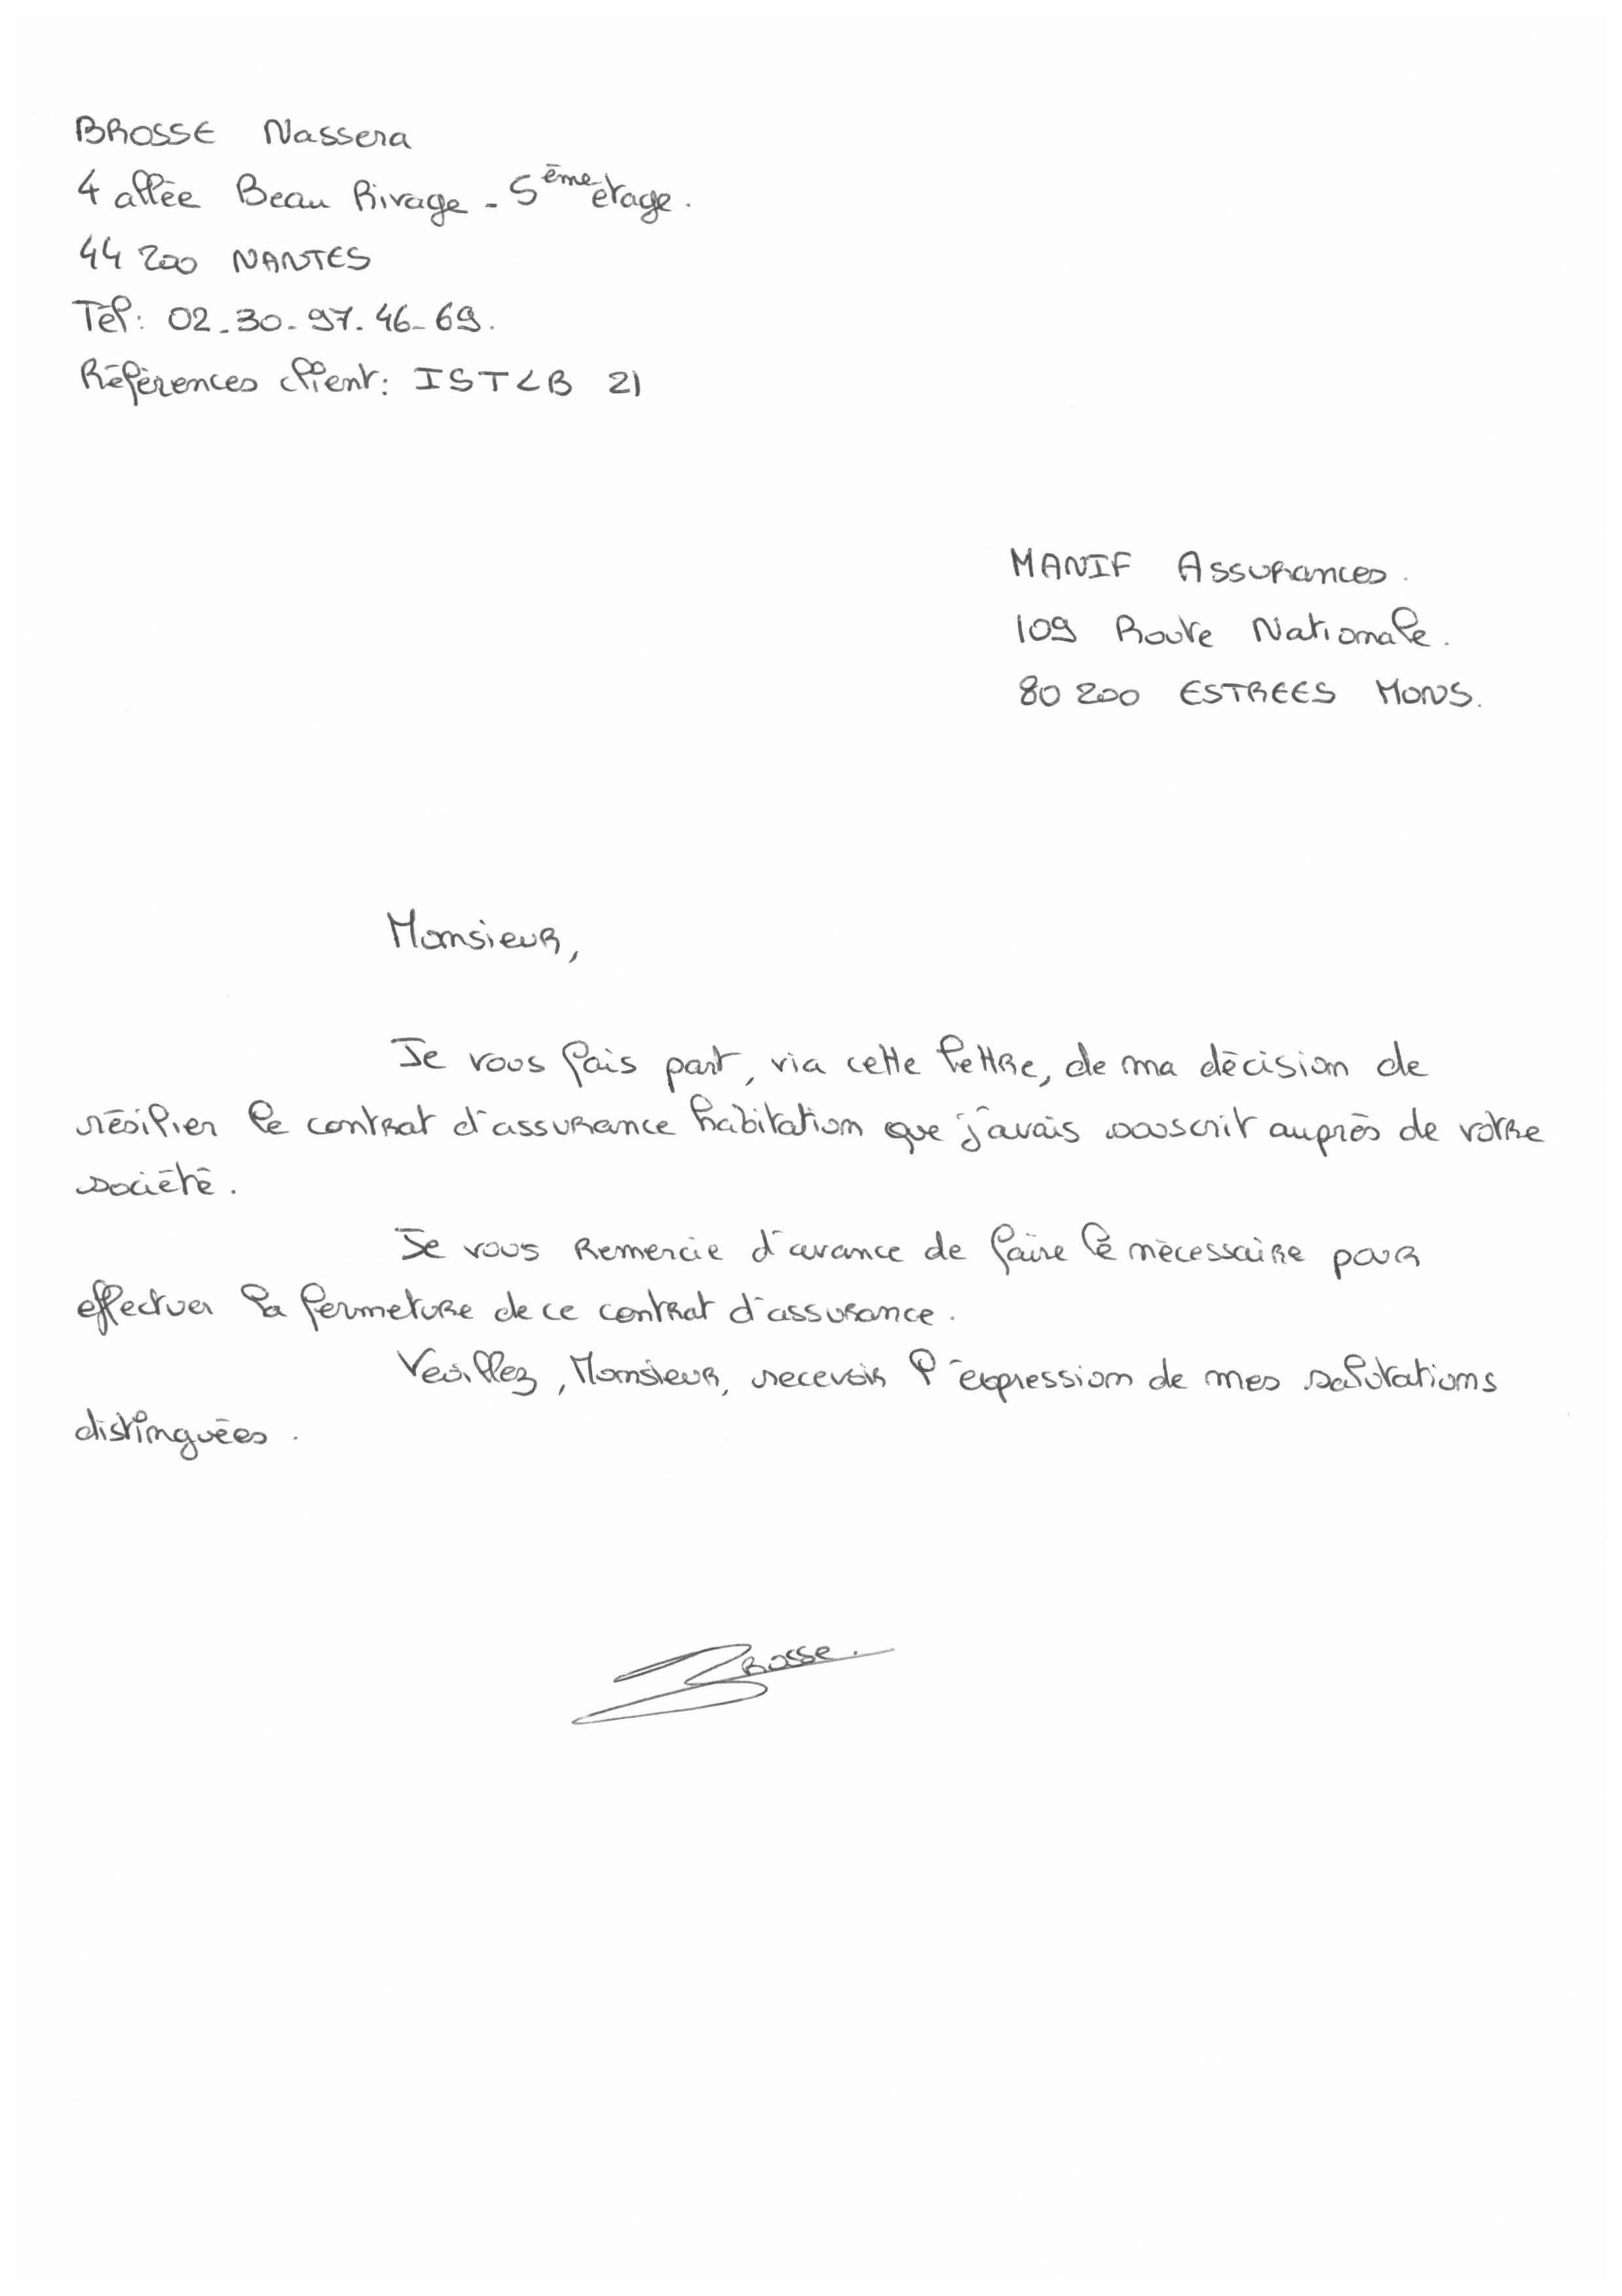 BROSSE Nassera
4 allée Beau Rivage - 5ème étage.
44 200 NANTES
Tél: 02.30.97.46.69.
Références client: ISTLB 21
MANIF Assurances.
109 Route Nationale.
80 200 ESTREES MONS.
Monsieur,
Je vous fais part, via cette lettre, de ma décision de
résilier le contrat d'assurance habitation que j'avais souscrit auprès de votre
société.
Je vous remercie d'avance de faire le nécessaire pour
effectuer la fermeture de ce contrat d'assurance.
Veuillez, Monsieur, recevoir l'expression de mes salutations
distinguées.
Brosse.